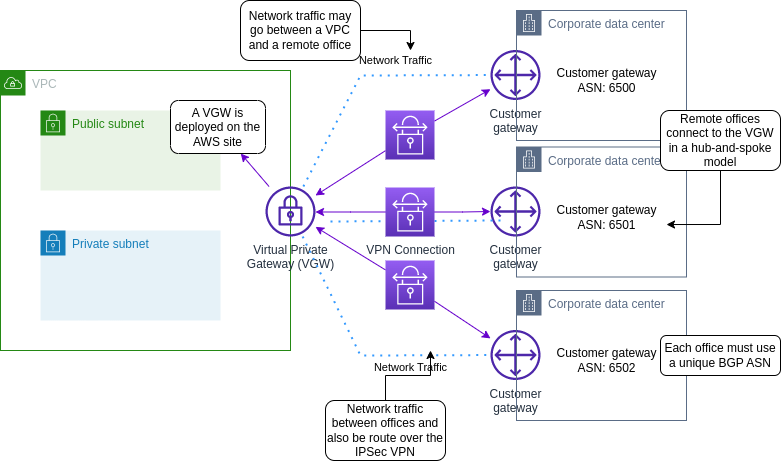 Network traffic may
go between a VPC
and a remote office
Network Traffic
Corporate data center
Customer gateway
ASN: 6500
Customer
gateway
VPC
Public subnet
A VGW is
deployed on the
AWS site
Remote offices
connect to the VGW
in a hub-and-spoke
model
Corporate data cente
Customer gateway
ASN: 6501
Customer
gateway
Private subnet
Virtual Private
Gateway (VGW)
VPN Connection
Corporate data center
Customer gateway
ASN: 6502
Each office must use
a unique BGP ASN
Customer
gateway
Network Traffic
Network traffic
between offices and
also be route over the
IPSec VPN